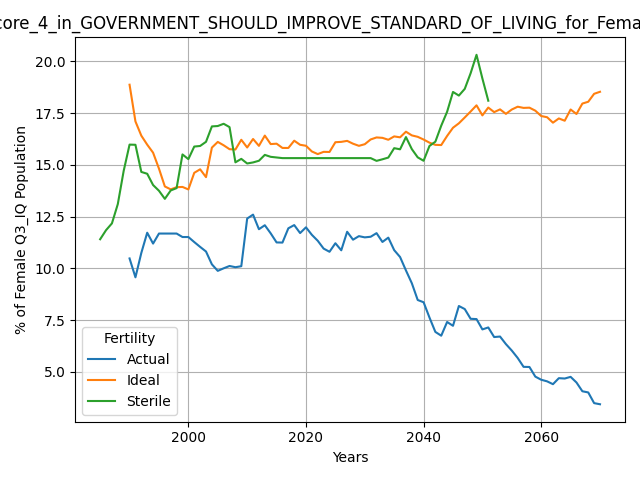 core_4_in_GOVERNMENT_SHOULD_IMPROVE_STANDARD_OF_LIVING_for_Fema
% of Female Q3_IQ Population
20.0
17.5
15.0
12.5
10.0
7.5
5.0
Fertility
Actual
Ideal
Sterile
2000
2020
2040
2060
Years